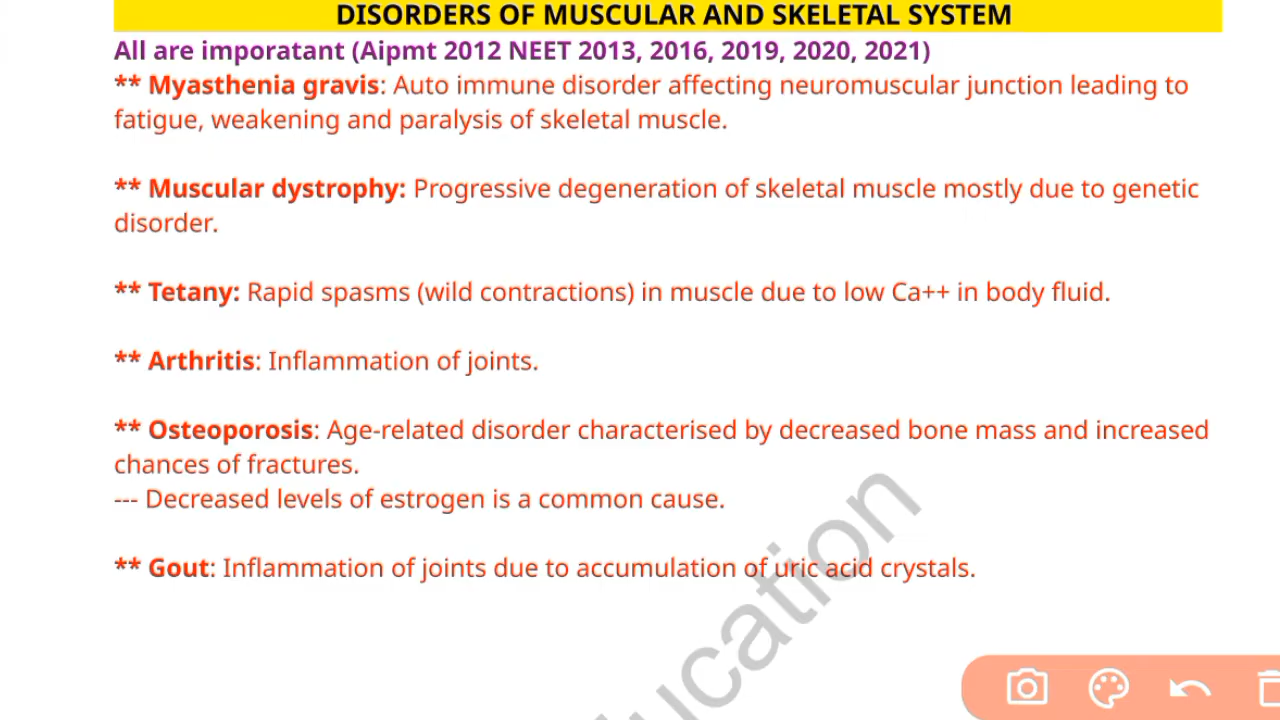 DISORDERS OF MUSCULAR AND SKELETAL SYSTEM
All are imporatant (Aipmt 2012 NEET 2013, 2016, 2019, 2020, 2021)
** Myasthenia gravis: Auto immune disorder affecting neuromuscular junction leading to
fatigue, weakening and paralysis of skeletal muscle.
** Muscular dystrophy: Progressive degeneration of skeletal muscle mostly due to genetic
disorder.
** Tetany: Rapid spasms (wild contractions) in muscle due to low Ca++ in body fluid.
** Arthritis: Inflammation of joints.
** Osteoporosis: Age-related disorder characterised by decreased bone mass and increased
chances of fractures.
--- Decreased levels of estrogen is a common cause.
** Gout: Inflammation of joints due to accumulation of uric acid crystals.